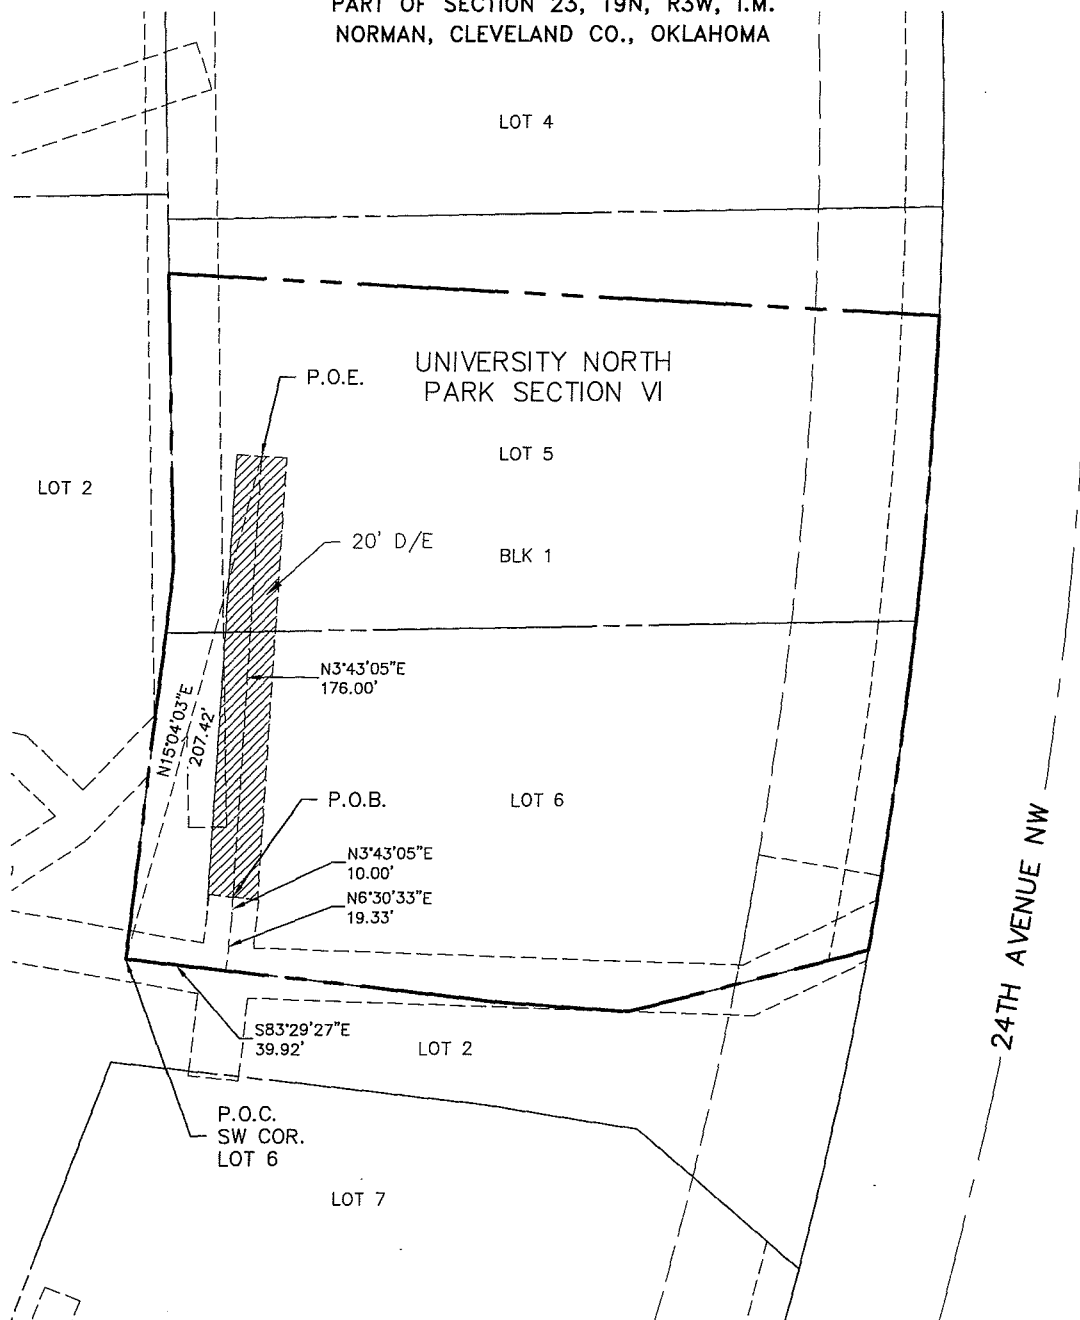 PART OF SECTION 23, T9N, R3W, I.M.
NORMAN, CLEVELAND CO., OKLAHOMA
LOT 4
UNIVERSITY NORTH
PARK SECTION VI
P.O.E.
LOT 5
LOT 2
20' D/E
BLK 1
N3°43'05"E
176.00'
N15°04'03"E
207.42'
P.O.B.
LOT 6
N3°43'05"E
10.00'
N6°30'33"E
19.33'
24TH AVENUE NW
S83°29'27"E
39.92'
LOT 2
P.O.C.
SW COR.
LOT 6
LOT 7